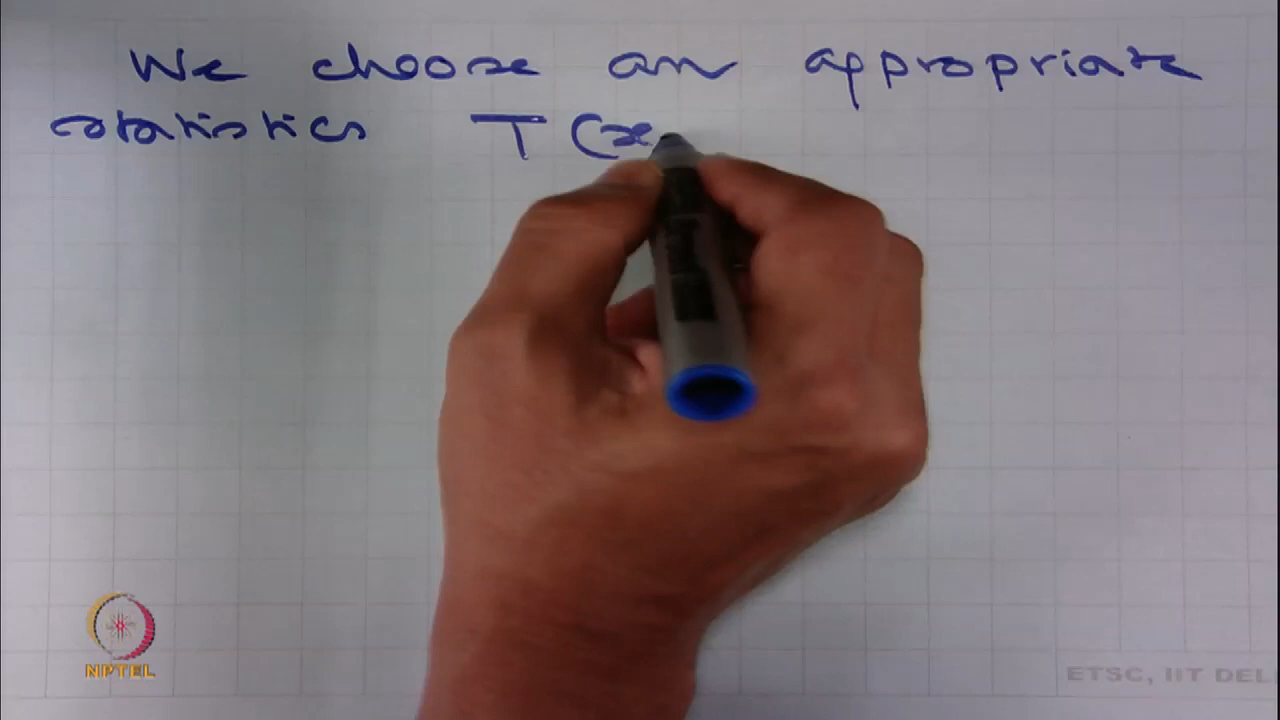 We choose an appropriate
statistics T (x
NPTEL
ETSC, IIT DEL